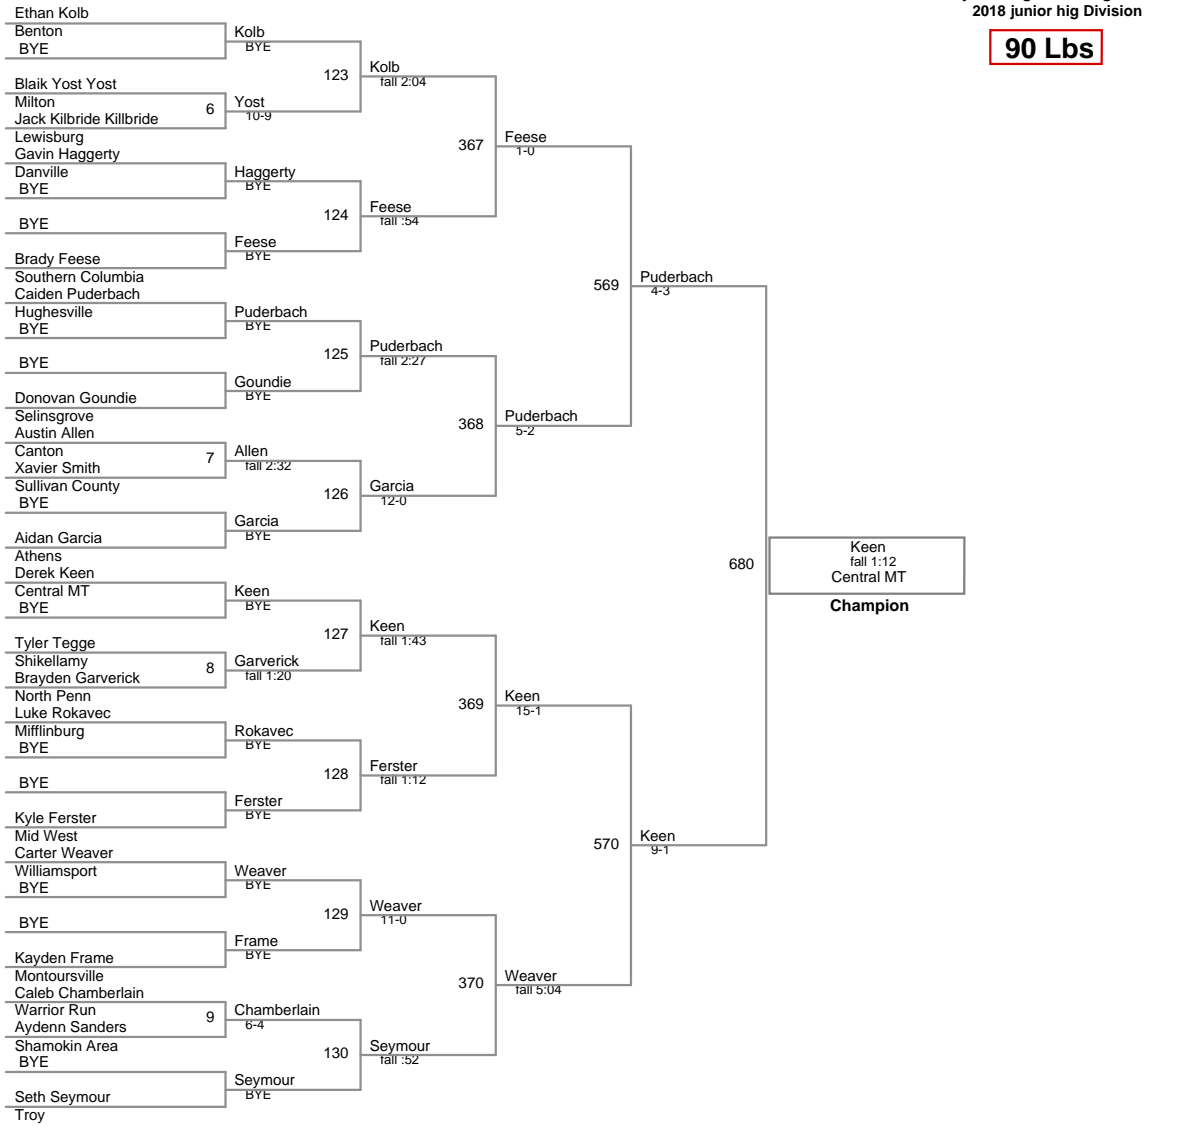 2018 junior hig Division
90 Lbs
Ethan Kolb
Benton
BYE
Kolb
BYE
123
Kolb
fall 2:04
Blaik Yost Yost
Milton
6
Jack Kilbride Killbride
Yost
10-9
Lewisburg
367
Feese
1-0
Gavin Haggerty
Danville
BYE
Haggerty
BYE
124
Feese
fall :54
BYE
Feese
BYE
Brady Feese
Southern Columbia
569
Puderbach
4-3
Caiden Puderbach
Hughesville
BYE
Puderbach
BYE
125
Puderbach
fall 2:27
BYE
Goundie
BYE
Donovan Goundie
Selinsgrove
368
Puderbach
5-2
Austin Allen
Canton
7
Xavier Smith
Allen
fall 2:32
Sullivan County
126
Garcia
12-0
BYE
Garcia
BYE
Aidan Garcia
Athens
680
Keen
fall 1:12
Central MT
Champion
Derek Keen
Central MT
BYE
Keen
BYE
127
Keen
fall 1:43
Tyler Tegge
Shikellamy
8
Brayden Garverick
Garverick
fall 1:20
North Penn
369
Keen
15-1
Luke Rokavec
Mifflinburg
BYE
Rokavec
BYE
128
Ferster
fall 1:12
BYE
Ferster
BYE
Kyle Ferster
Mid West
570
Keen
9-1
Carter Weaver
Williamsport
BYE
Weaver
BYE
129
Weaver
11-0
BYE
Frame
BYE
Kayden Frame
Montoursville
370
Weaver
fall 5:04
Caleb Chamberlain
Warrior Run
9
Aydenn Sanders
Chamberlain
6-4
Shamokin Area
130
Seymour
fall :52
BYE
Seymour
BYE
Seth Seymour
Troy